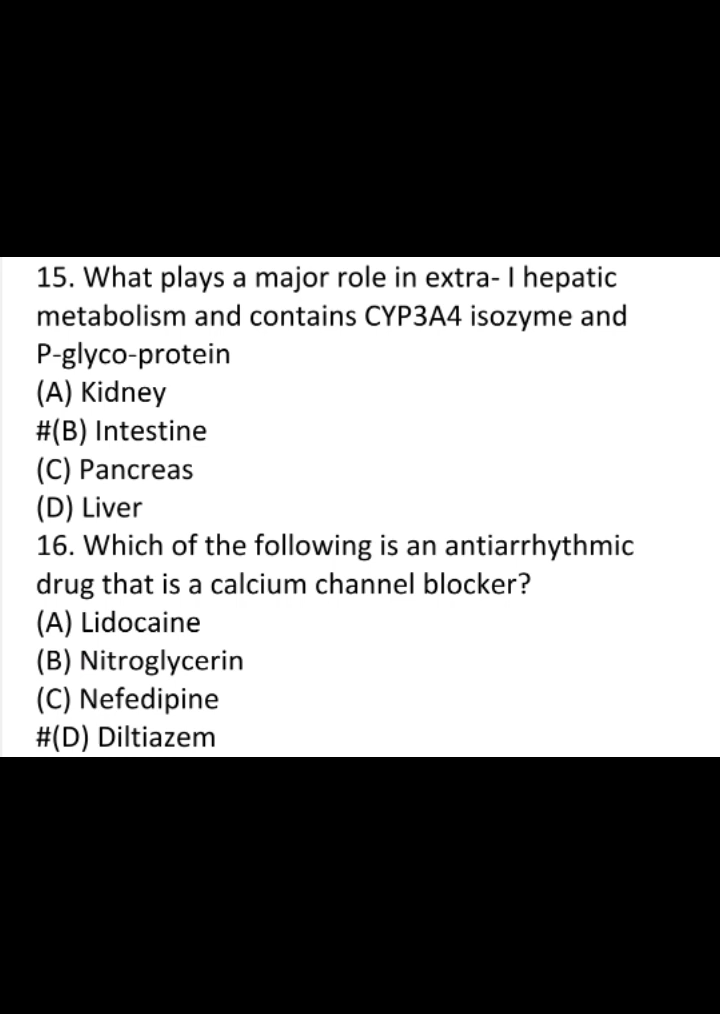 15. What plays a major role in extra- I hepatic
metabolism and contains CYP3A4 isozyme and
P-glyco-protein
(A) Kidney
#(B) Intestine
(C) Pancreas
(D) Liver
16. Which of the following is an antiarrhythmic
drug that is a calcium channel blocker?
(A) Lidocaine
(B) Nitroglycerin
(C) Nefedipine
#(D) Diltiazem